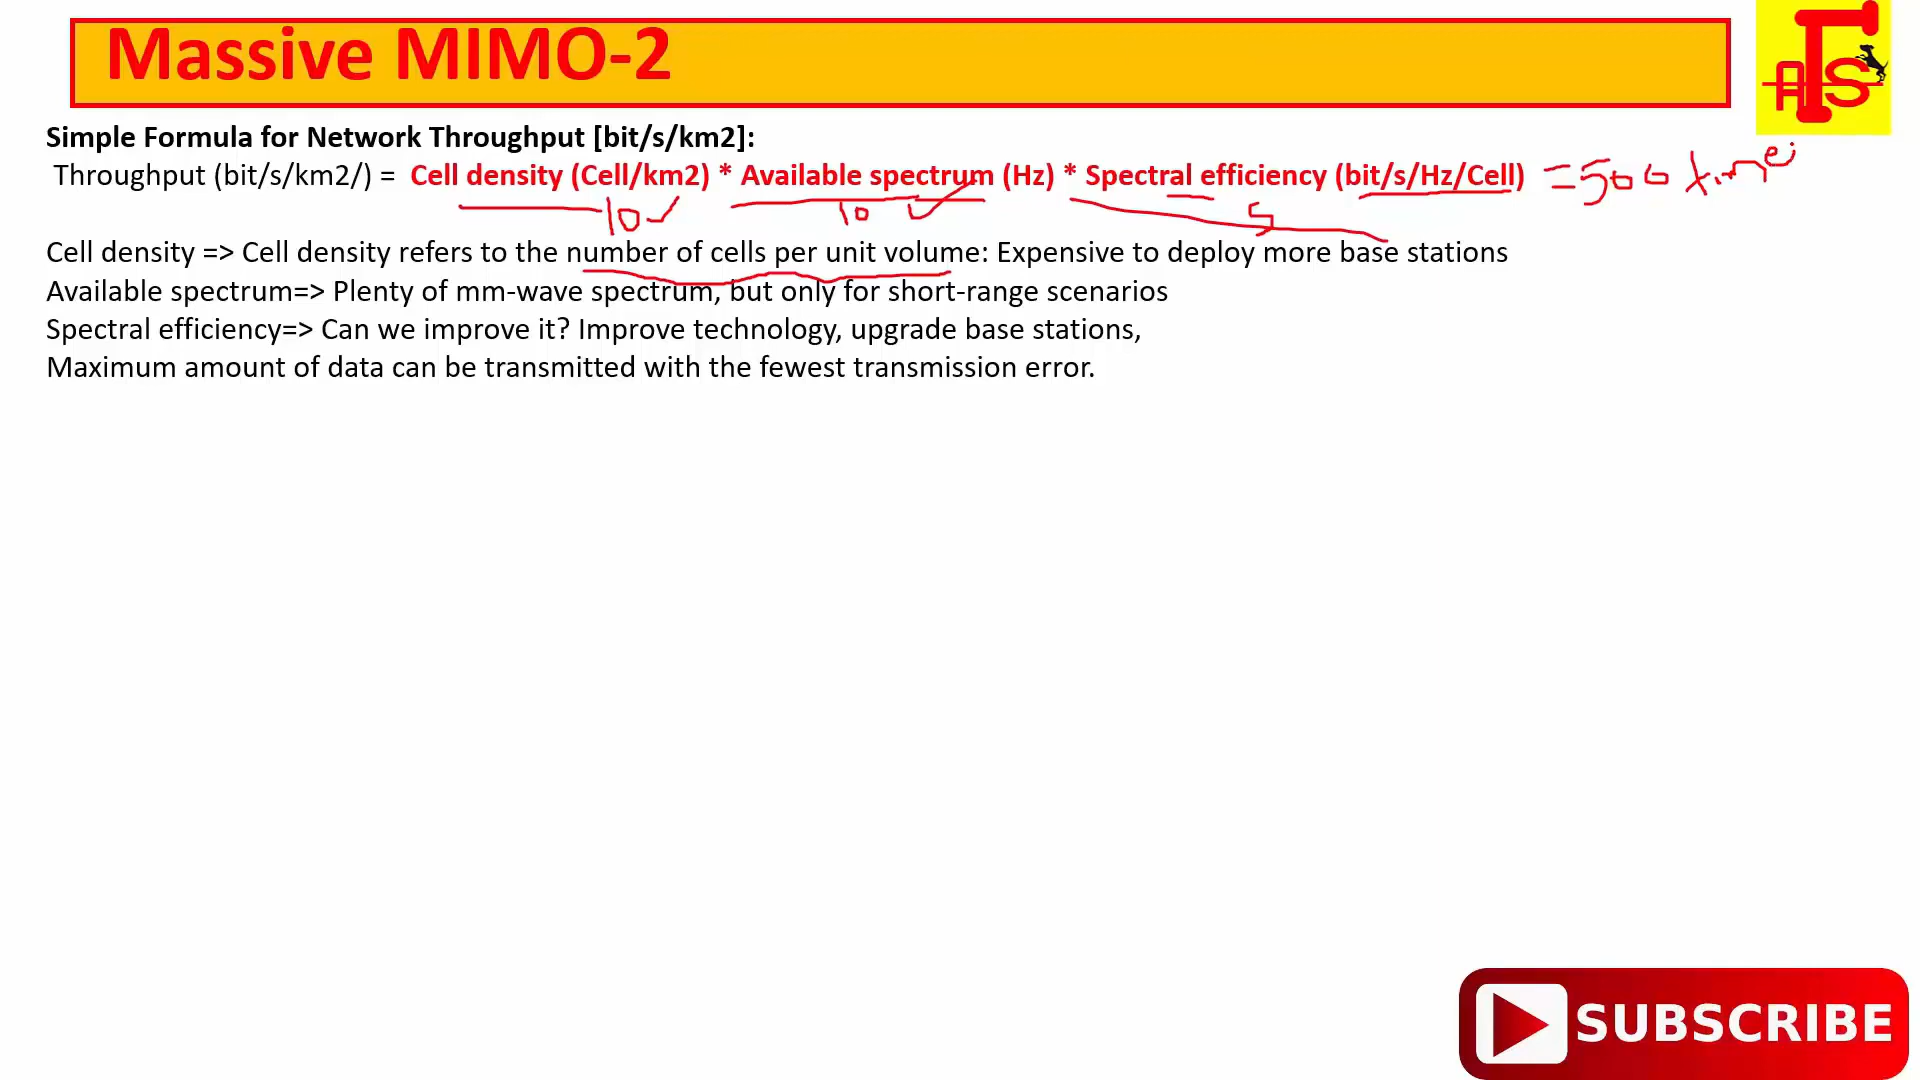 Massive MIMO-2
AFS
Simple Formula for Network Throughput [bit/s/km2]:
Throughput (bit/s/km2/) = Cell density (Cell/km2) * Available spectrum (Hz) * Spectral efficiency (bit/s/Hz/Cell) =500 times
10 10 5
Cell density => Cell density refers to the number of cells per unit volume: Expensive to deploy more base stations
Available spectrum=> Plenty of mm-wave spectrum, but only for short-range scenarios
Spectral efficiency=> Can we improve it? Improve technology, upgrade base stations,
Maximum amount of data can be transmitted with the fewest transmission error.
SUBSCRIBE